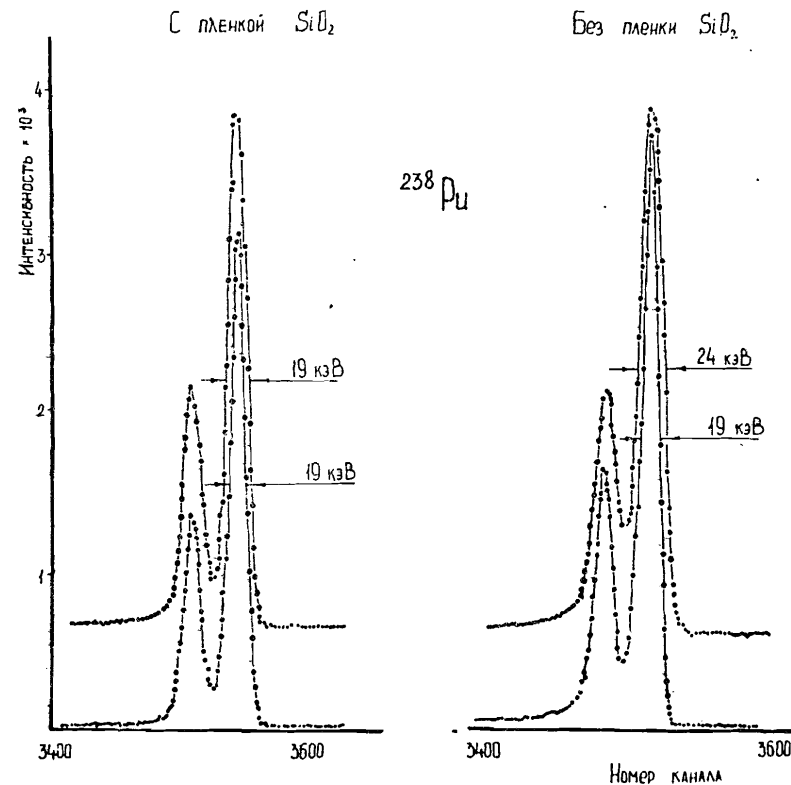 С пленкой SiO₂
Без пленки SiO₂
Интенсивность × 10³
4
3
2
1
²³⁸Pu
19 кэВ
19 кэВ
24 кэВ
19 кэВ
3400
3600
3400
3600
Номер канала